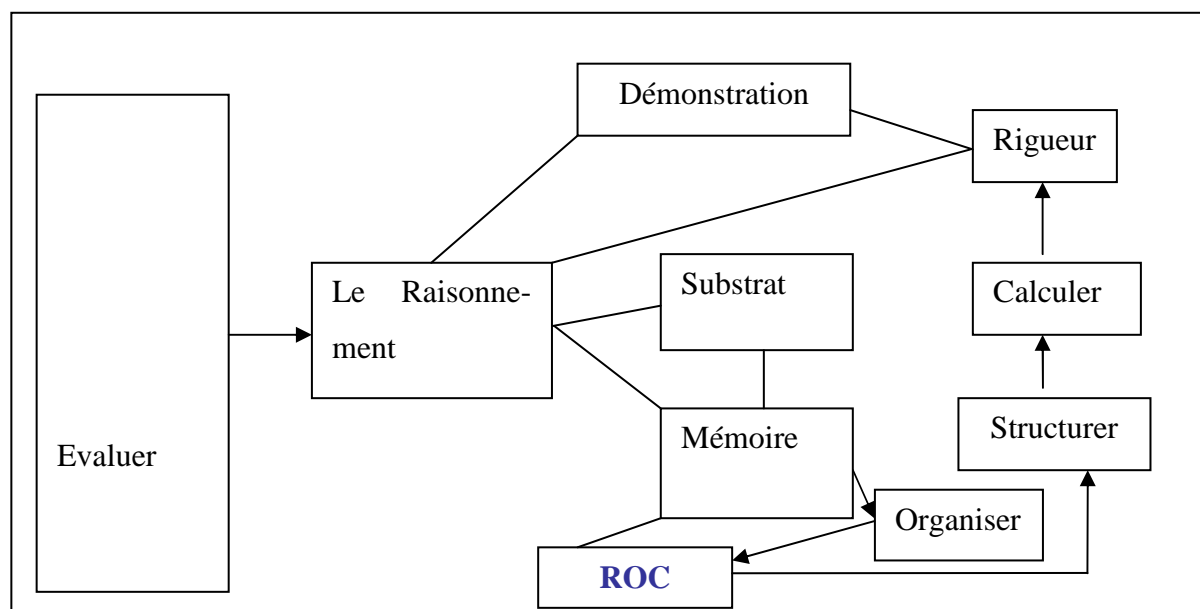 Démonstration
Rigueur
Le Raisonne-
ment
Substrat
Calculer
Evaluer
Mémoire
Structurer
Organiser
ROC